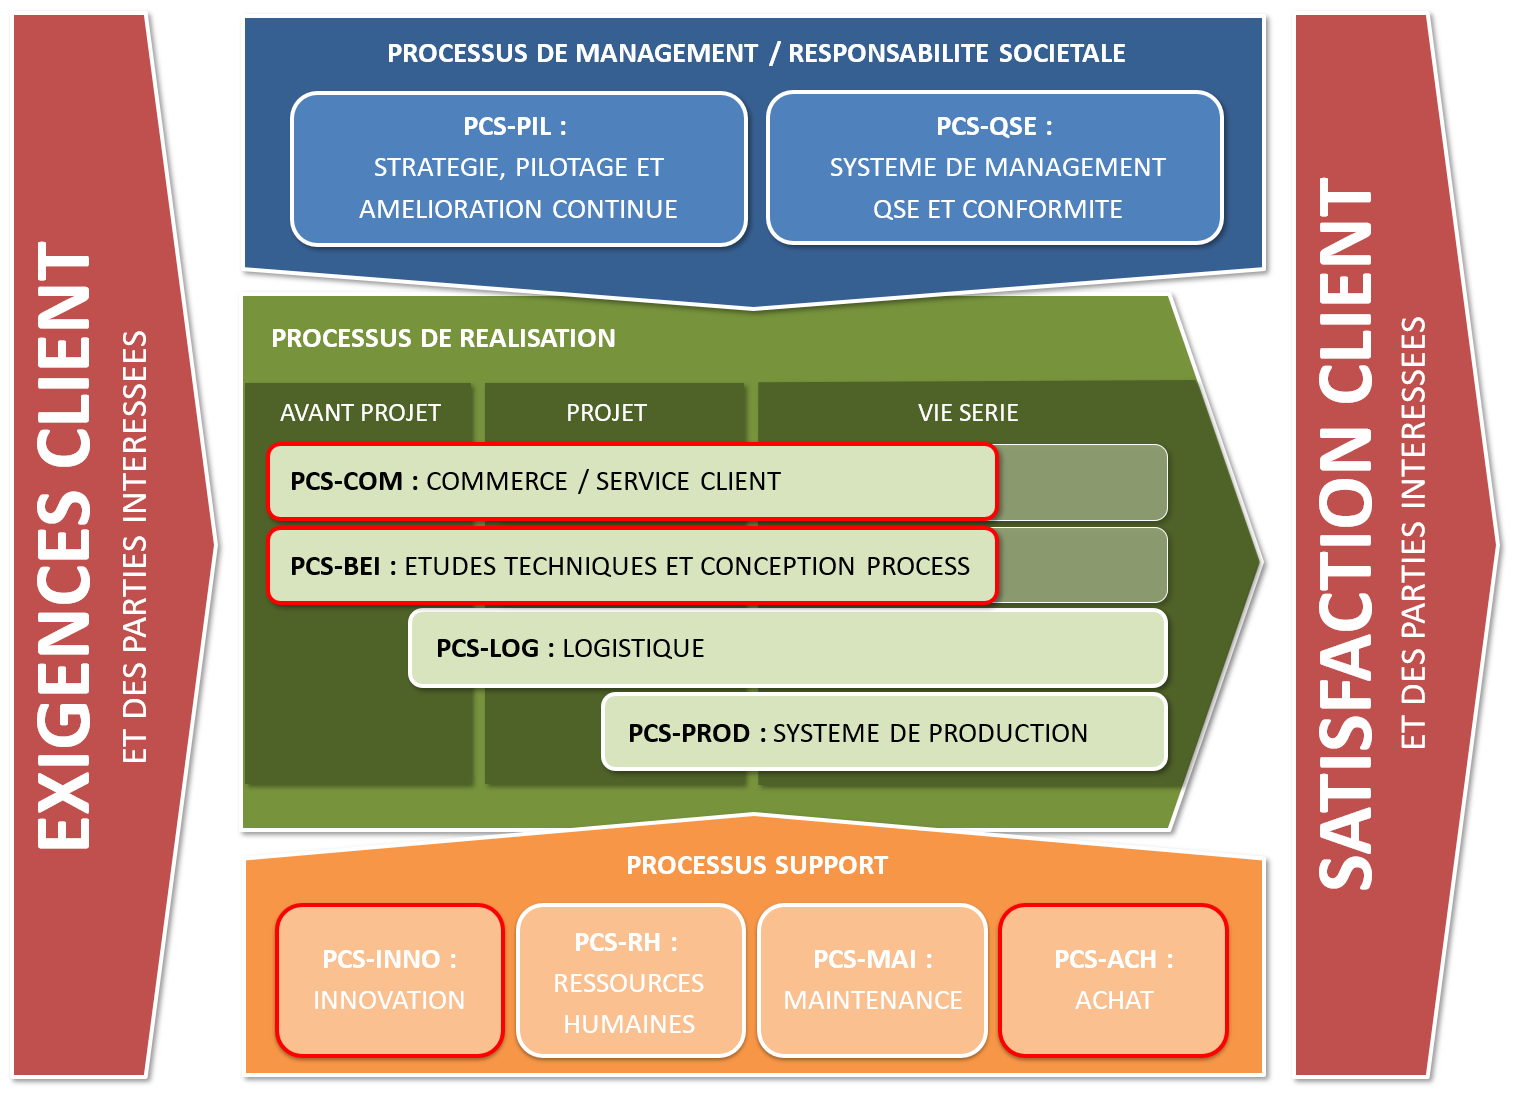 EXIGENCES CLIENT
ET DES PARTIES INTERESSEES
PROCESSUS DE MANAGEMENT / RESPONSABILITE SOCIETALE
PCS-PIL :
STRATEGIE, PILOTAGE ET
AMELIORATION CONTINUE
PCS-QSE :
SYSTEME DE MANAGEMENT
QSE ET CONFORMITE
PROCESSUS DE REALISATION
AVANT PROJET
PROJET
VIE SERIE
PCS-COM : COMMERCE / SERVICE CLIENT
PCS-BEI : ETUDES TECHNIQUES ET CONCEPTION PROCESS
PCS-LOG : LOGISTIQUE
PCS-PROD : SYSTEME DE PRODUCTION
PROCESSUS SUPPORT
PCS-INNO :
INNOVATION
PCS-RH :
RESSOURCES
HUMAINES
PCS-MAI :
MAINTENANCE
PCS-ACH :
ACHAT
SATISFACTION CLIENT
ET DES PARTIES INTERESSEES